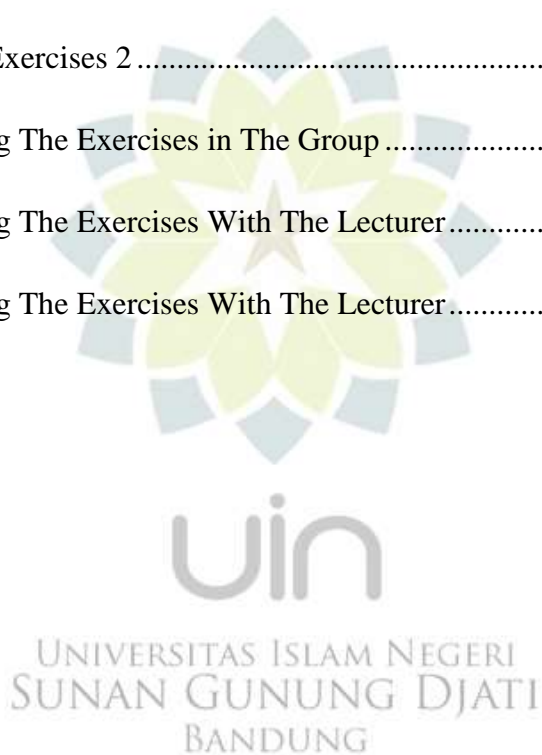 Exercises 2 ..................................................
g The Exercises in The Group ...................
g The Exercises With The Lecturer ............
g The Exercises With The Lecturer ............
uin
UNIVERSITAS ISLAM NEGERI
SUNAN GUNUNG DJATI
BANDUNG